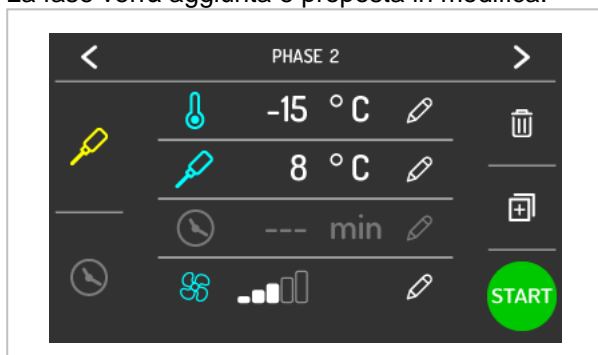 La fase verrà aggiunta e proposta in modifica.
PHASE 2
-15 °C
8 °C
--- min
START